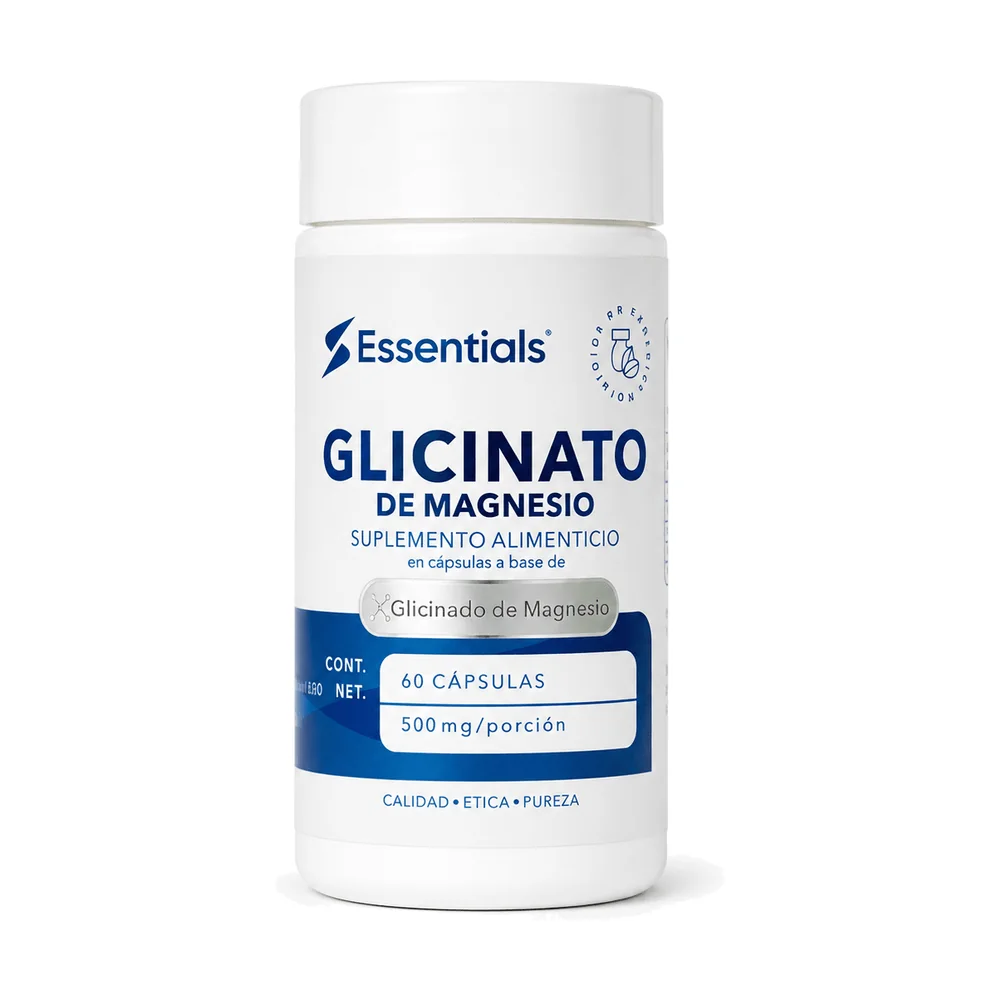 Essentials®
GLICINATO
DE MAGNESIO
SUPLEMENTO ALIMENTICIO
en cápsulas a base de
Glicinado de Magnesio
CONT.
NET.
60 CÁPSULAS
500 mg/porción
CALIDAD • ETICA • PUREZA